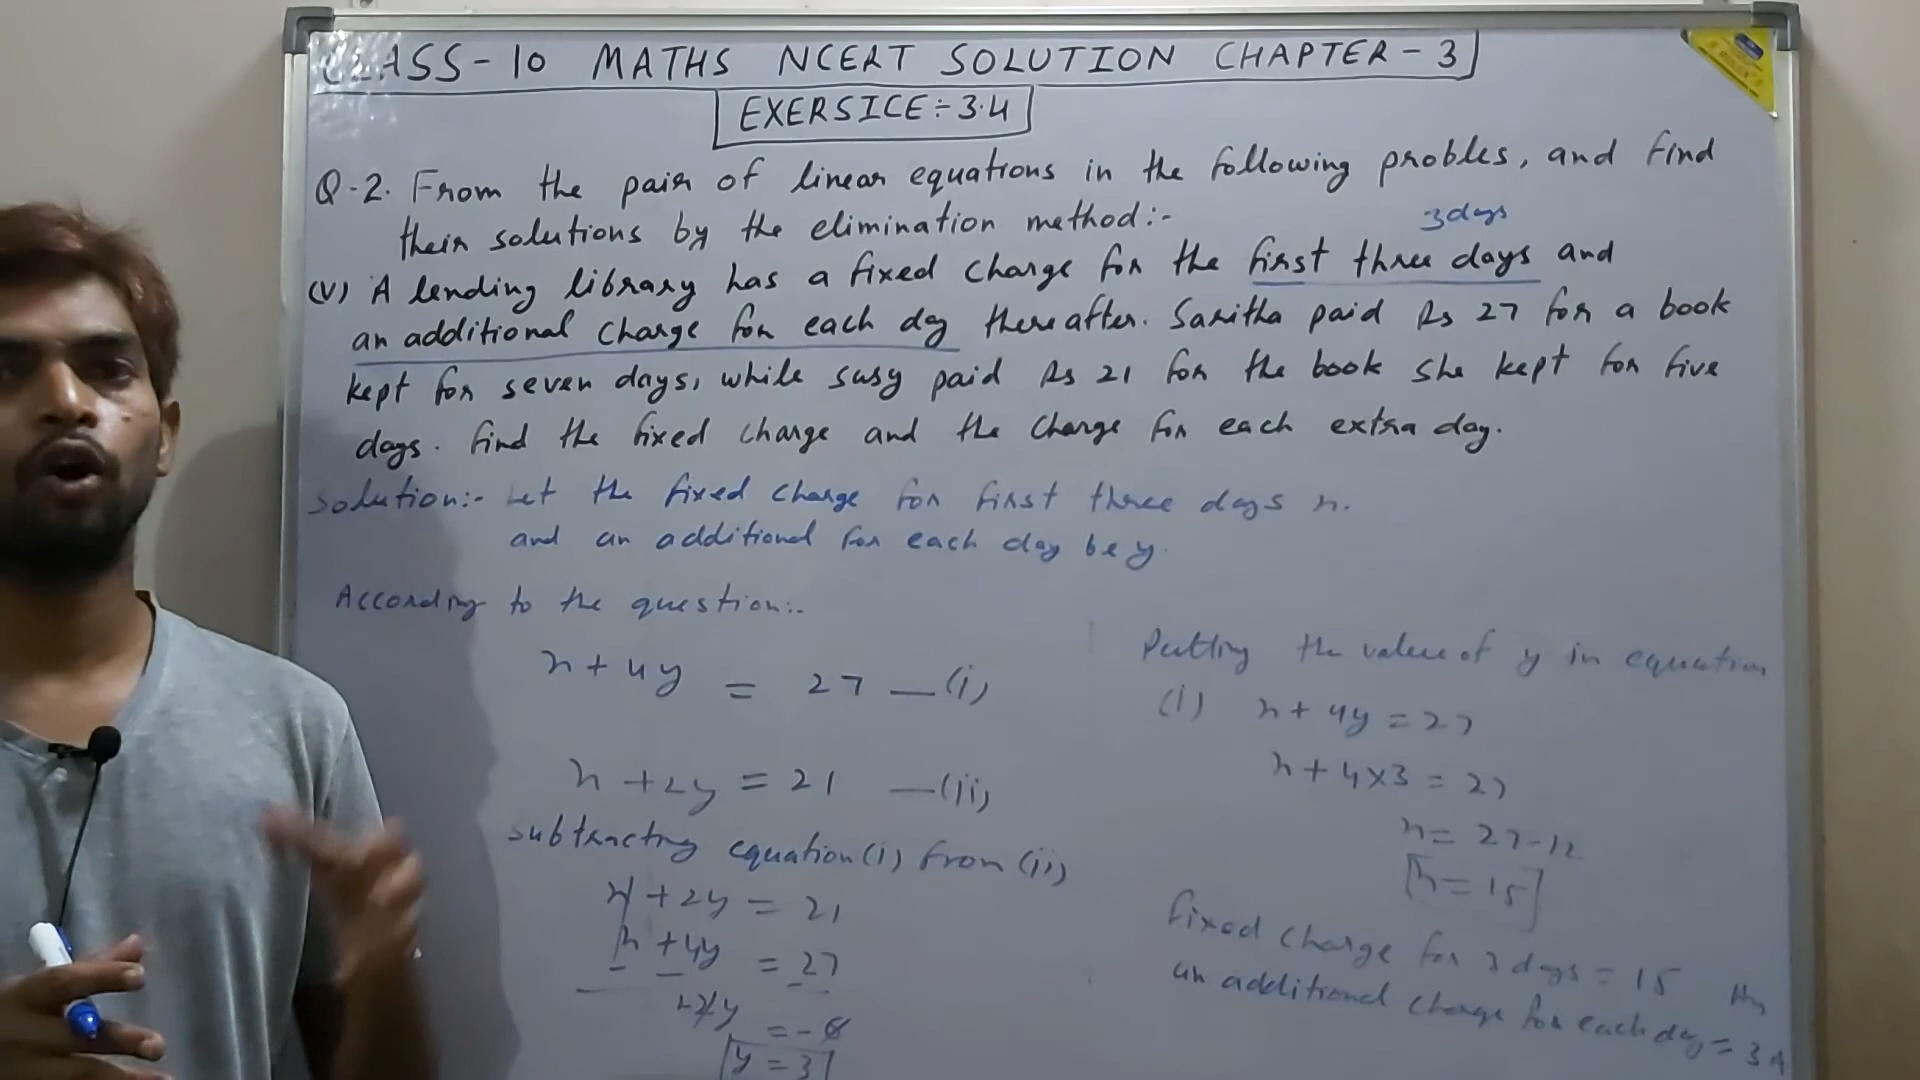 CLASS-10 MATHS NCERT SOLUTION CHAPTER-3
EXERSICE÷3.4
Q-2. From the pair of linear equations in the following probles, and find
their solutions by the elimination method:-
3days
(V) A lending library has a fixed charge for the first three days and
an additional charge for each day thereafter. Saritha paid Rs 27 for a book
kept for seven days, while susy paid Rs 21 for the book she kept for five
days. find the fixed charge and the charge for each extra day.
Solution:- Let the fixed charge for first three days x.
and an additional for each day be y.
According to the question:-
x + 4y = 27 —(i)
x + 2y = 21 —(ii)
Subtracting equation(i) from (ii)
x + 2y = 21
x + 4y = 27
- - -
-2y = -6
y = 3
Putting the value of y in equation
(i) x + 4y = 27
x + 4×3 = 27
x = 27-12
x = 15
fixed charge for 3 days = 15
an additional charge for each day = 3